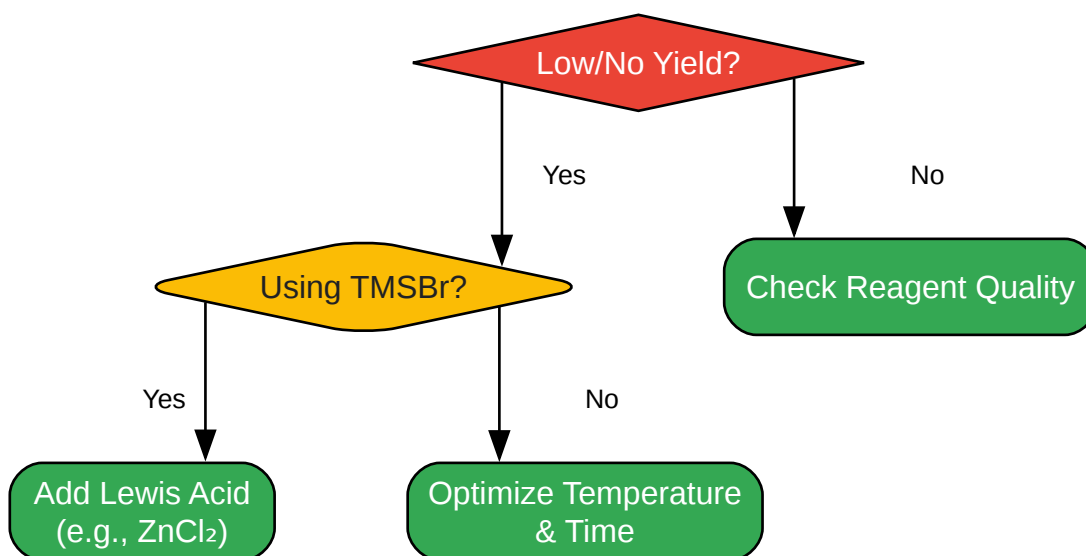 Low/No Yield?
Yes
No
Using TMSBr?
Check Reagent Quality
Yes
No
Add Lewis Acid
(e.g., ZnCl₂)
Optimize Temperature
& Time